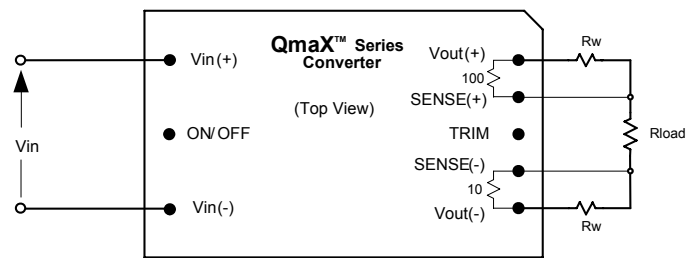 QmaX™ Series
Converter
(Top View)
Vin(+)
ON/OFF
Vin(-)
Vin
Vout(+)
100
SENSE(+)
TRIM
SENSE(-)
10
Vout(-)
Rw
Rload
Rw